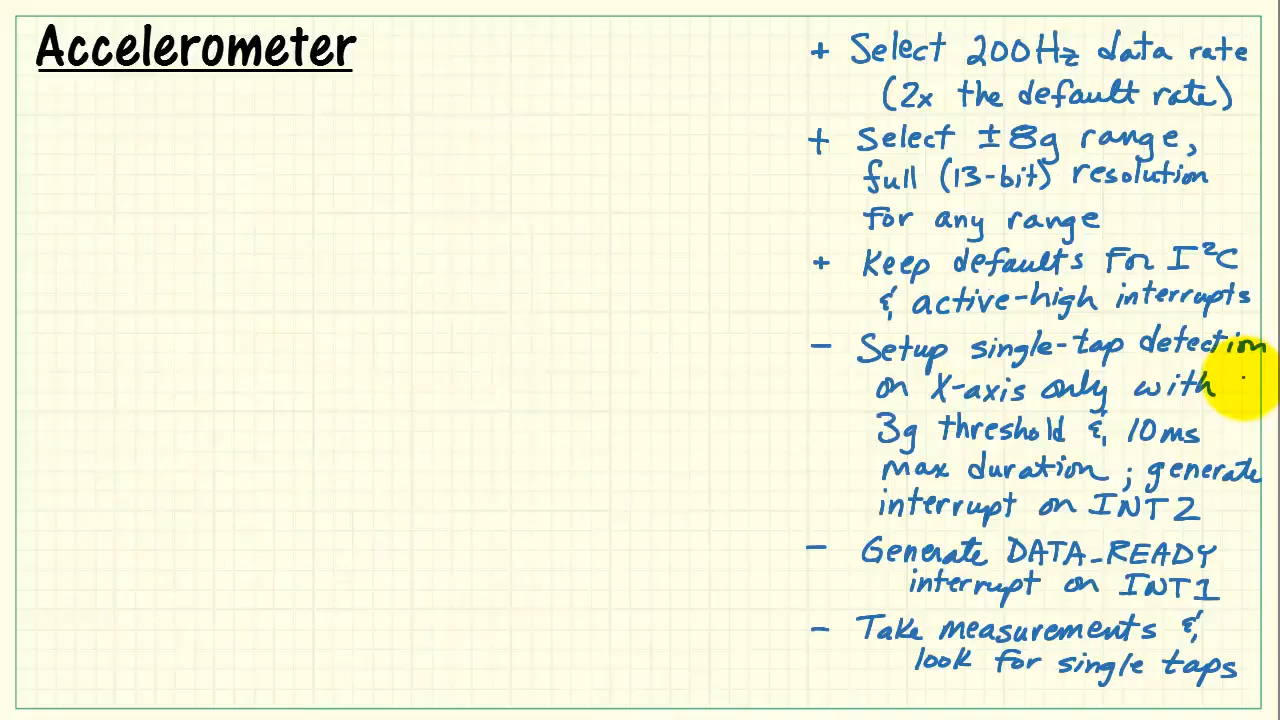 Accelerometer
+ Select 200Hz data rate
(2x the default rate)
+ Select ±8g range,
full (13-bit) resolution
for any range
+ Keep defaults for I²C
& active-high interrupts
- Setup single-tap detection
on X-axis only with
3g threshold & 10ms
max duration; generate
interrupt on INT2
- Generate DATA_READY
interrupt on INT1
- Take measurements &
look for single taps